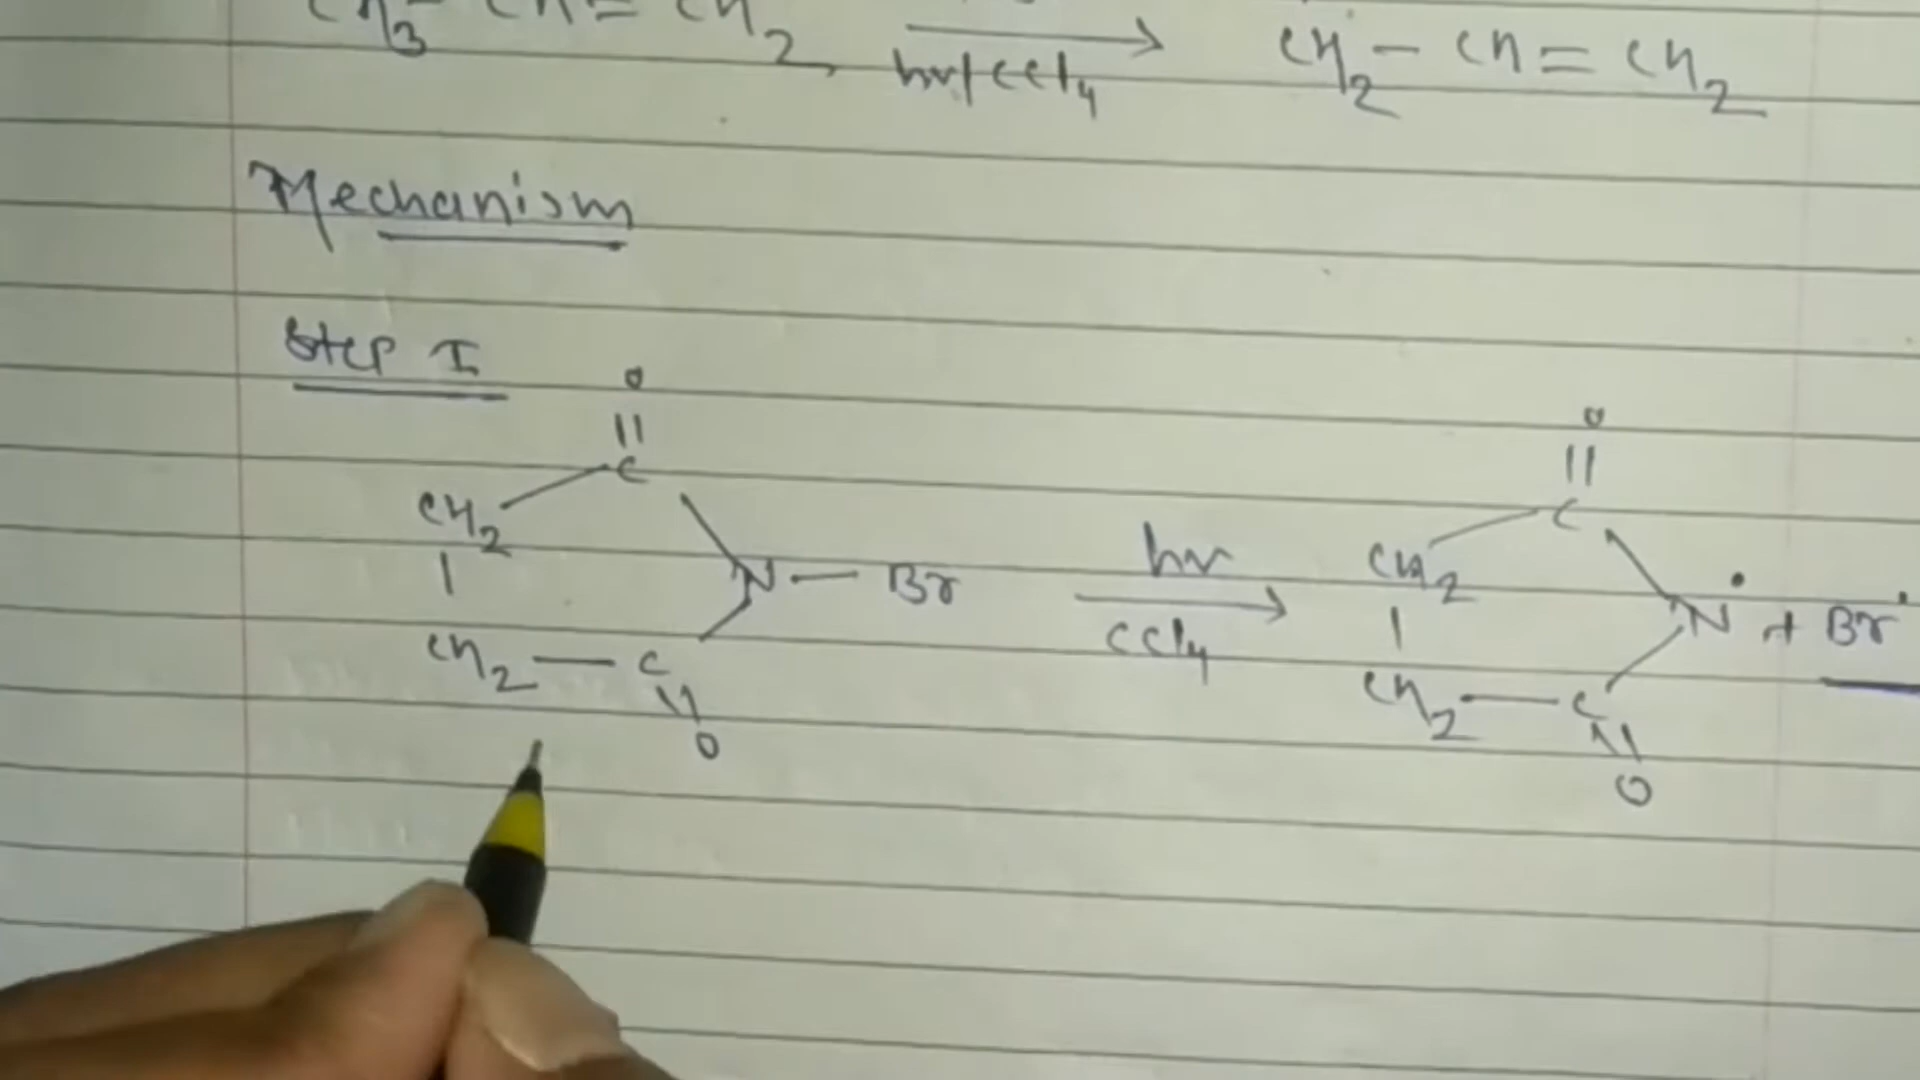 CH3 - CH = CH2, → CH2 - CH = CH2
hν/CCl4
Mechanism
Step I
O O
|| ||
C C
CH2 CH2
| N — Br hν → | N• + Br•
CCl4
CH2 — C CH2 — C
|| ||
O O